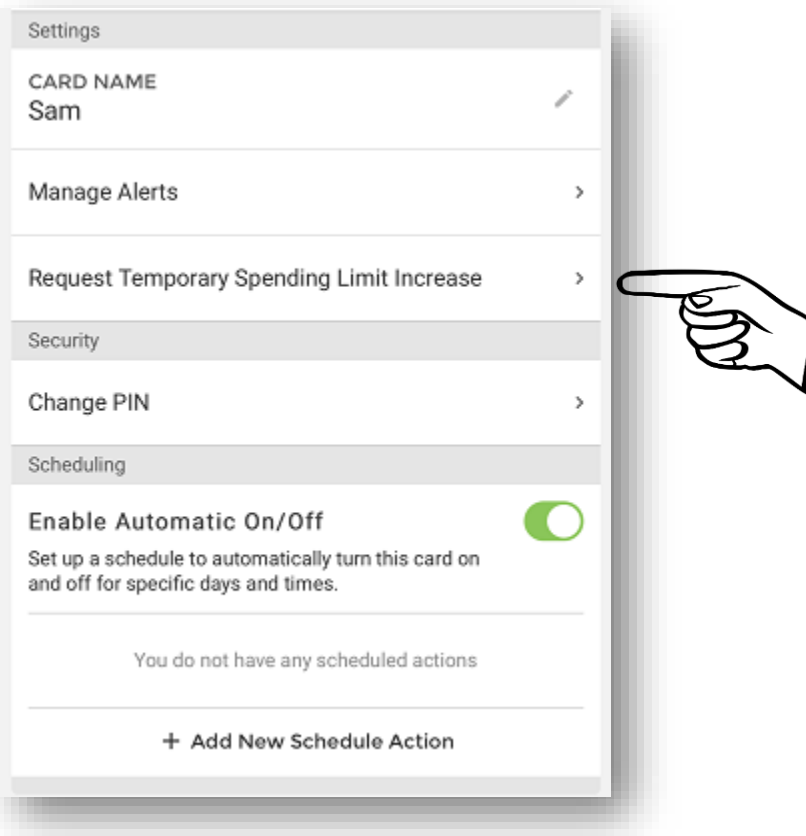 Settings
CARD NAME
Sam
Manage Alerts
Request Temporary Spending Limit Increase
Security
Change PIN
Scheduling
Enable Automatic On/Off
Set up a schedule to automatically turn this card on
and off for specific days and times.
You do not have any scheduled actions
+ Add New Schedule Action